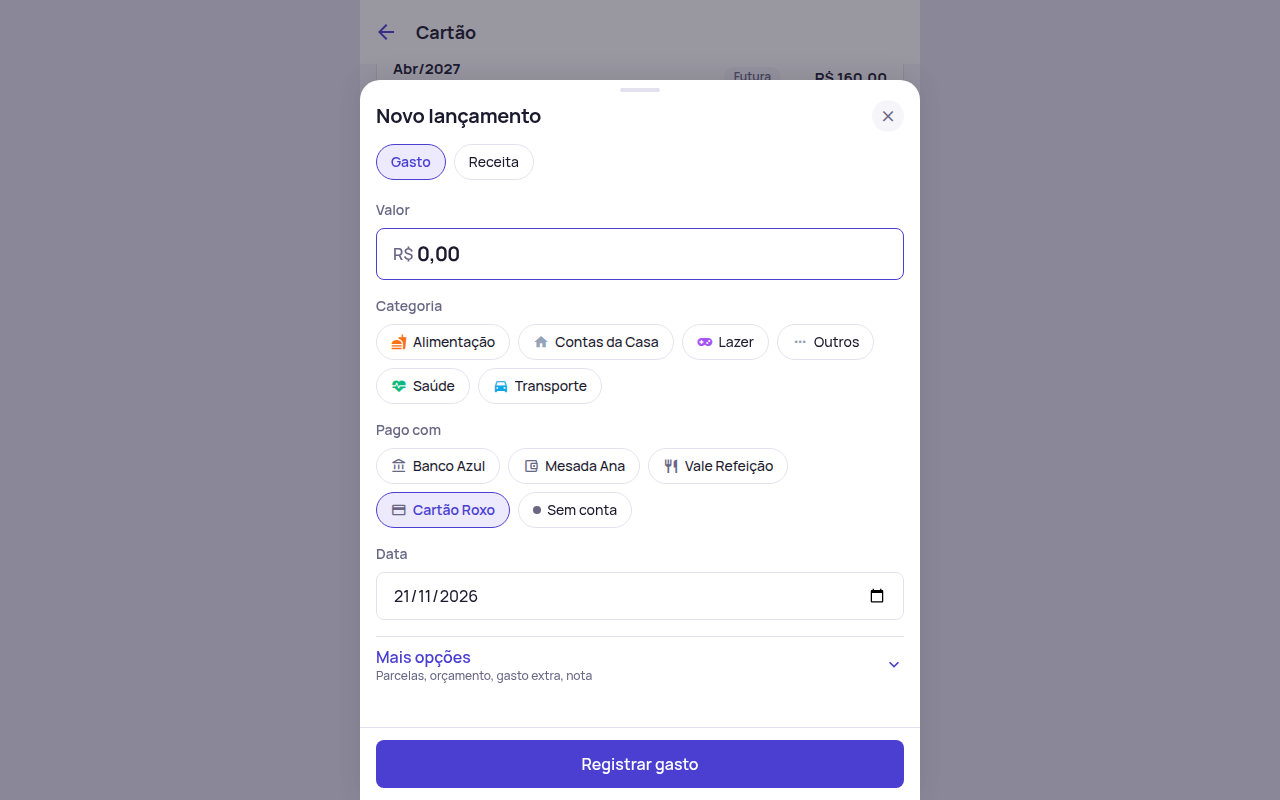 Cartão
Abr/2027
Futura
R$ 160,00
Novo lançamento
Gasto
Receita
Valor
R$ 0,00
Categoria
Alimentação
Contas da Casa
Lazer
Outros
Saúde
Transporte
Pago com
Banco Azul
Mesada Ana
Vale Refeição
Cartão Roxo
Sem conta
Data
21/11/2026
Mais opções
Parcelas, orçamento, gasto extra, nota
Registrar gasto